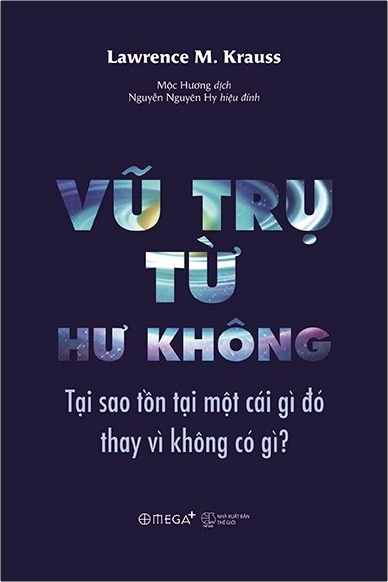 Lawrence M. Krauss
Mộc Hương dịch
Nguyễn Nguyên Hy hiệu đính
VŨ TRỤ
TỪ
HƯ KHÔNG
Tại sao tồn tại một cái gì đó
thay vì không có gì?
OMEGA+
NHÀ XUẤT BẢN
THẾ GIỚI